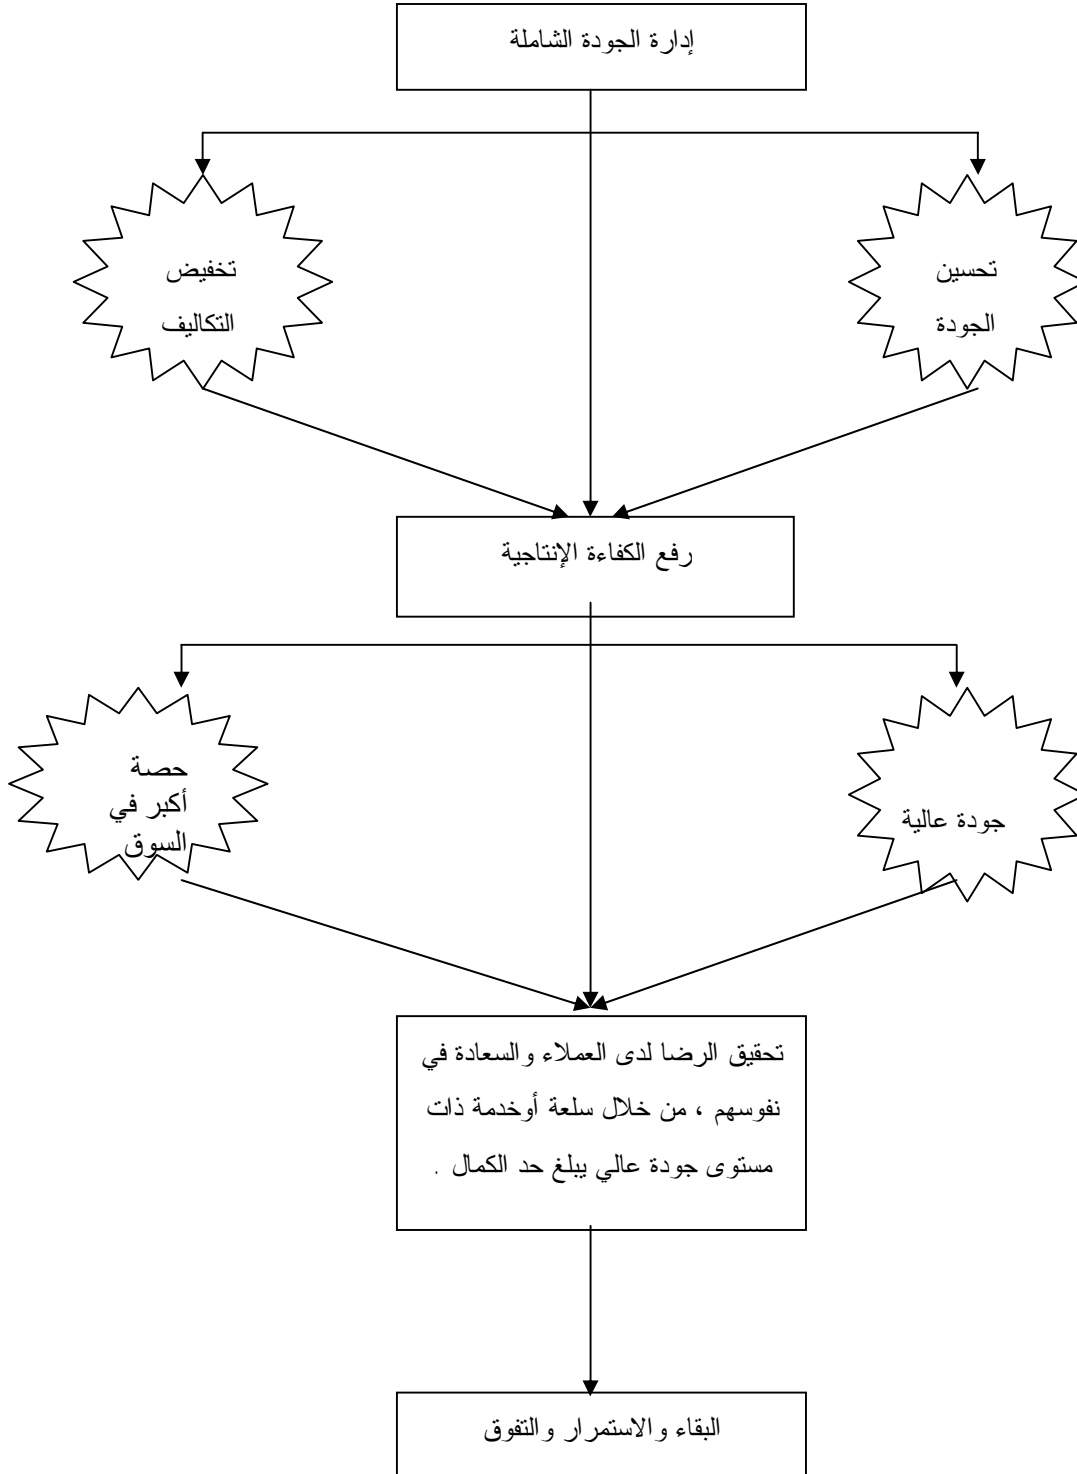 إدارة الجودة الشاملة
تحسين
الجودة
تخفيض
التكاليف
رفع الكفاءة الإنتاجية
جودة عالية
حصة
أكبر في
السوق
تحقيق الرضا لدى العملاء والسعادة في
نفوسهم ، من خلال سلعة أوخدمة ذات
مستوى جودة عالي يبلغ حد الكمال .
البقاء والاستمرار والتفوق